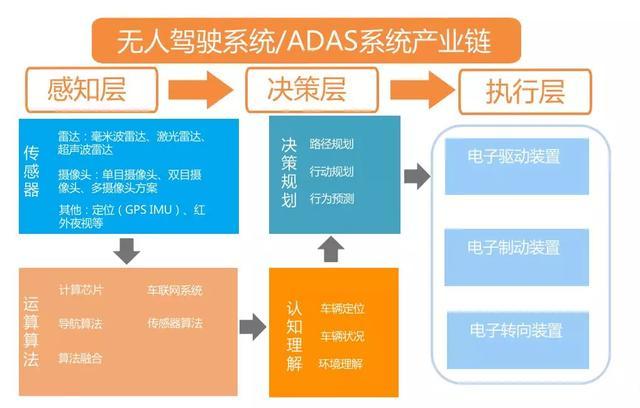 无人驾驶系统/ADAS系统产业链
感知层
决策层
执行层
传感器
雷达：毫米波雷达、激光雷达、
超声波雷达
摄像头：单目摄像头、双目摄
像头、多摄像头方案
其他：定位（GPS IMU）、红
外夜视等
决策规划
路径规划
行动规划
行为预测
电子驱动装置
电子制动装置
电子转向装置
运算算法
计算芯片
车联网系统
导航算法
传感器算法
算法融合
认知理解
车辆定位
车辆状况
环境理解